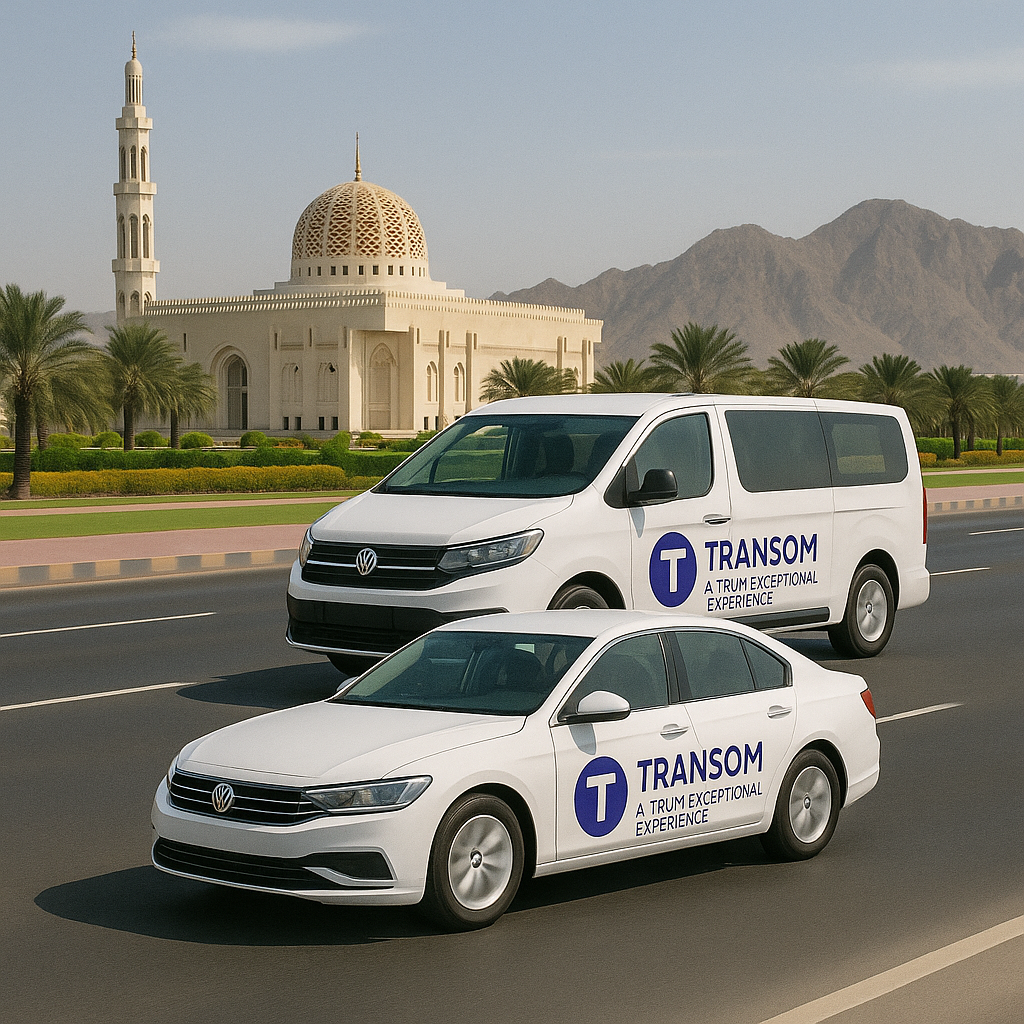 T
TRANSOM
A TRUM EXCEPTIONAL
EXPERIENCE
T
TRANSOM
A TRUM EXCEPTIONAL
EXPERIENCE